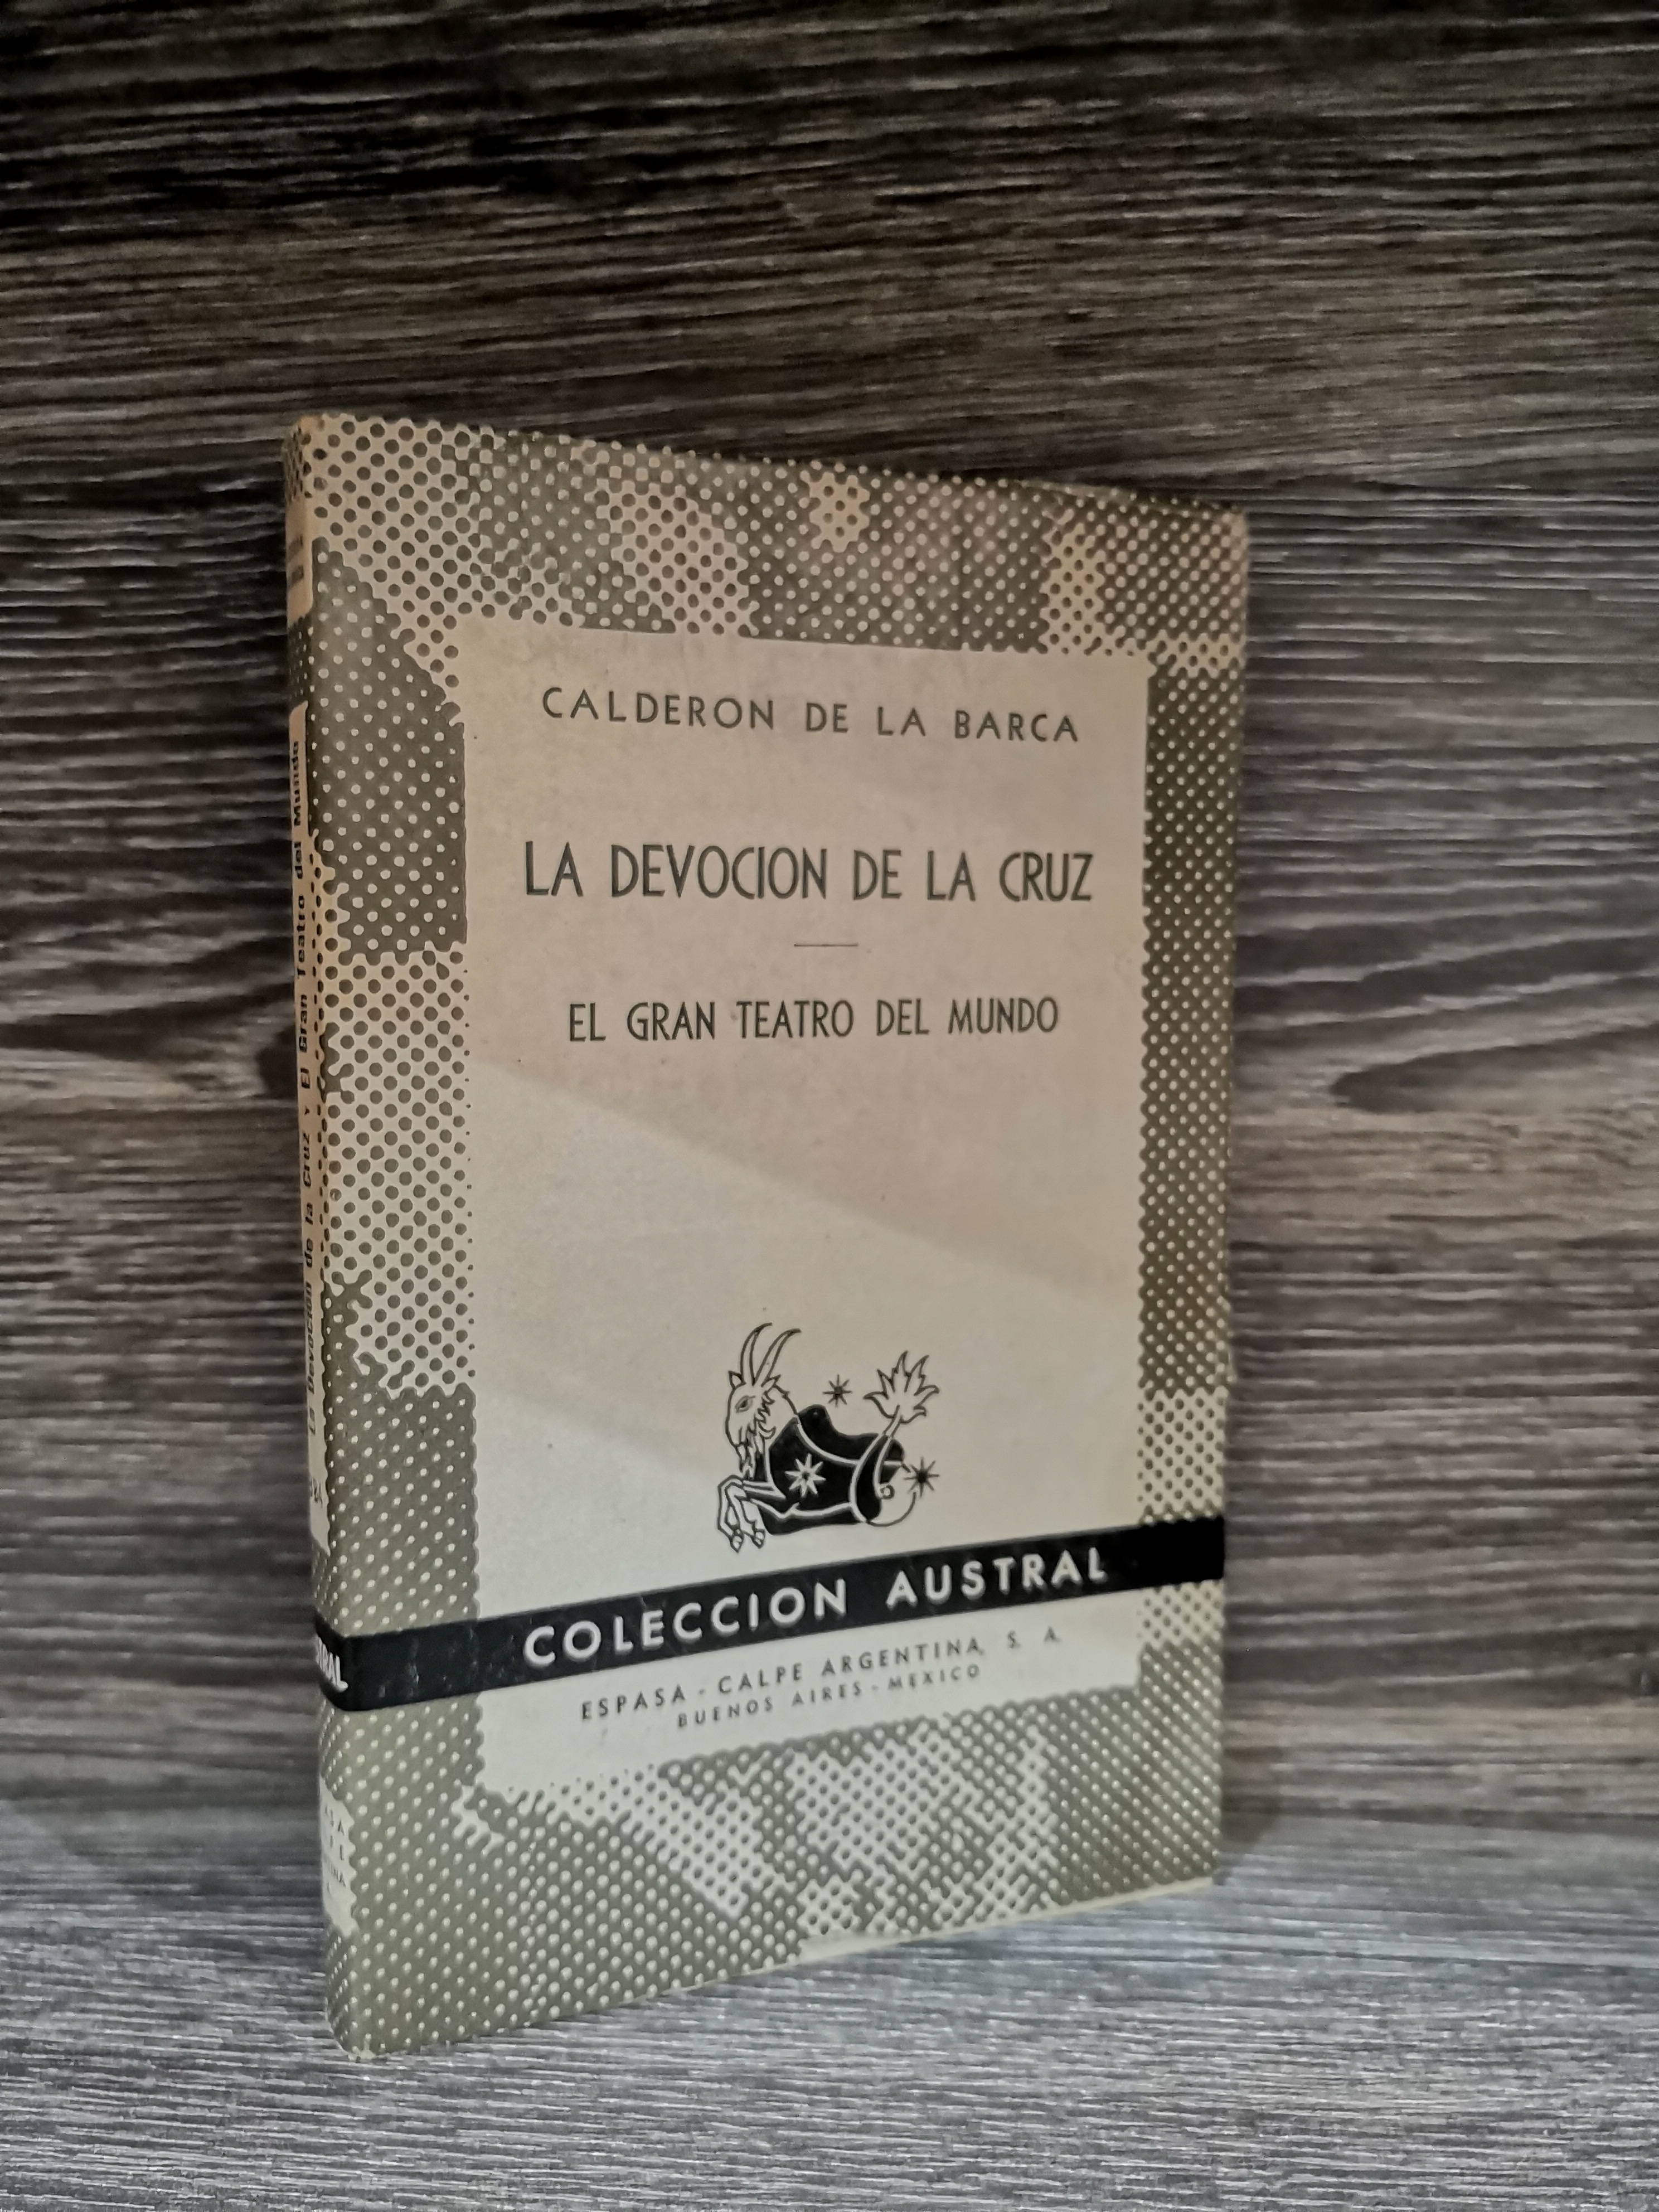 CALDERON DE LA BARCA
LA DEVOCION DE LA CRUZ
EL GRAN TEATRO DEL MUNDO
COLECCION AUSTRAL
ESPASA - CALPE ARGENTINA, S. A.
BUENOS AIRES - MEXICO
La Devoción de la Cruz y El Gran Teatro del Mundo